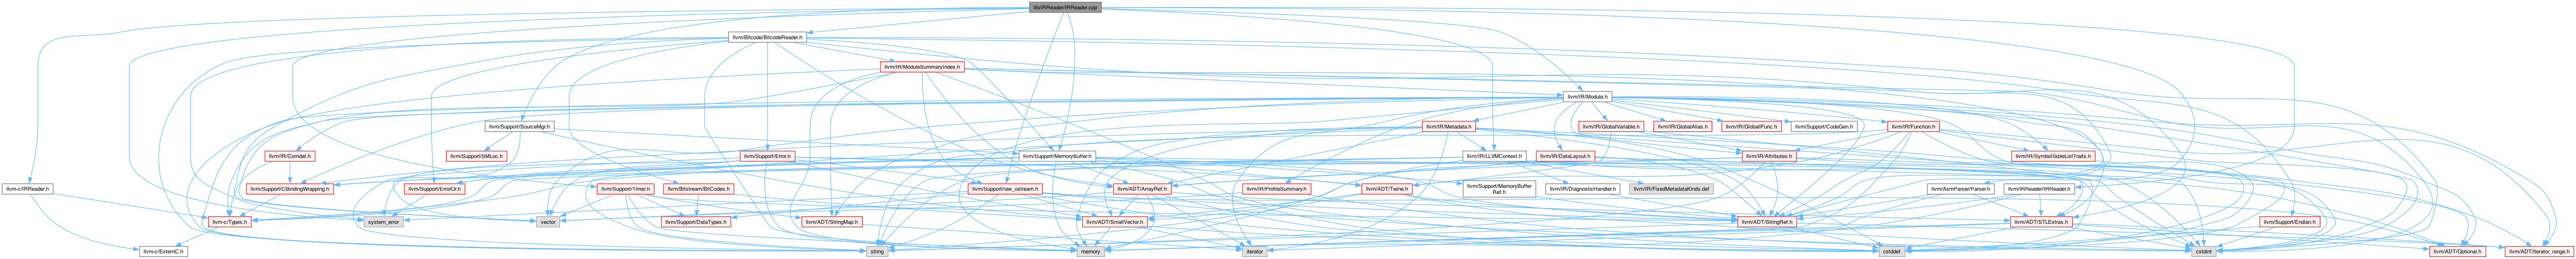 lib/IRReader/IRReader.cpp
llvm/Bitcode/BitcodeReader.h
llvm/IR/ModuleSummaryIndex.h
llvm/IR/Module.h
llvm/Support/SourceMgr.h
llvm/IR/Metadata.h
llvm/IR/GlobalVariable.h
llvm/IR/GlobalAlias.h
llvm/IR/GlobalIFunc.h
llvm/Support/CodeGen.h
llvm/IR/Function.h
llvm/IR/Comdat.h
llvm/Support/SMLoc.h
llvm/Support/Error.h
llvm/Support/MemoryBuffer.h
llvm/IR/LLVMContext.h
llvm/IR/DataLayout.h
llvm/IR/Attributes.h
llvm/IR/SymbolTableListTraits.h
llvm-c/IRReader.h
llvm/Support/CBindingWrapping.h
llvm/Support/ErrorOr.h
llvm/Support/Timer.h
llvm/Bitstream/BitCodes.h
llvm/Support/raw_ostream.h
llvm/ADT/ArrayRef.h
llvm/IR/ProfileSummary.h
llvm/ADT/Twine.h
llvm/Support/MemoryBuffer
Ref.h
llvm/IR/DiagnosticHandler.h
llvm/IR/FixedMetadataKinds.def
llvm/AsmParser/Parser.h
llvm/IRReader/IRReader.h
llvm-c/Types.h
system_error
vector
llvm/Support/DataTypes.h
llvm/ADT/StringMap.h
llvm/ADT/SmallVector.h
llvm/ADT/StringRef.h
llvm/ADT/STLExtras.h
llvm/Support/Endian.h
llvm-c/ExternC.h
string
memory
iterator
cstddef
cstdint
llvm/ADT/Optional.h
llvm/ADT/iterator_range.h